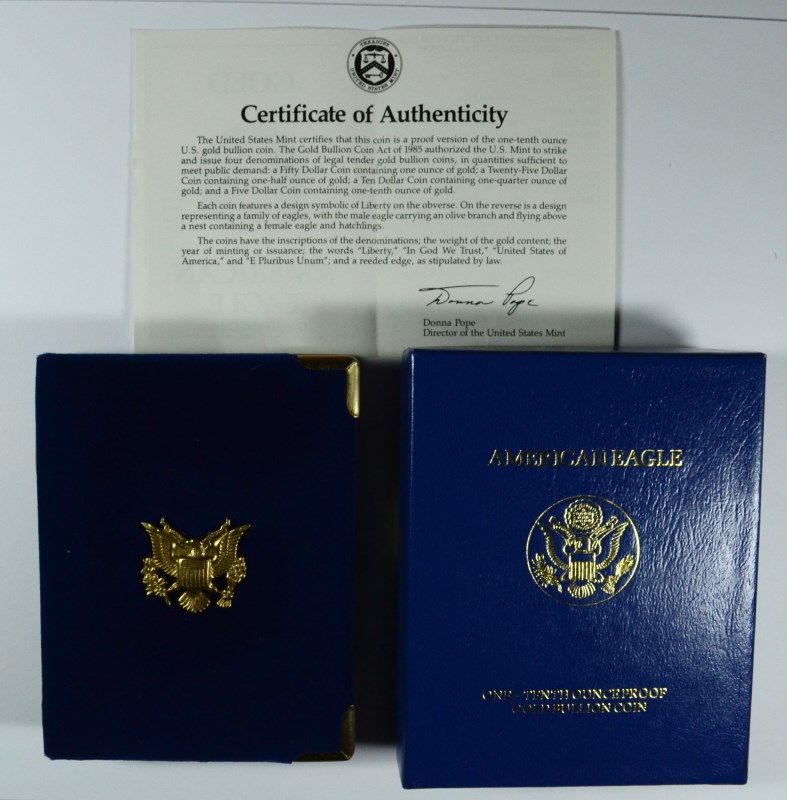 TREASURY
UNITED STATES MINT
Certificate of Authenticity
The United States Mint certifies that this coin is a proof version of the one-tenth ounce
U.S. gold bullion coin. The Gold Bullion Coin Act of 1985 authorized the U.S. Mint to strike
and issue four denominations of legal tender gold bullion coins, in quantities sufficient to
meet public demand: a Fifty Dollar Coin containing one ounce of gold; a Twenty-Five Dollar
Coin containing one-half ounce of gold; a Ten Dollar Coin containing one-quarter ounce of
gold; and a Five Dollar Coin containing one-tenth ounce of gold.
Each coin features a design symbolic of Liberty on the obverse. On the reverse is a design
representing a family of eagles, with the male eagle carrying an olive branch and flying above
a nest containing a female eagle and hatchlings.
The coins have the inscriptions of the denominations; the weight of the gold content; the
year of minting or issuance; the words “Liberty,” “In God We Trust,” “United States of
America,” and “E Pluribus Unum”; and a reeded edge, as stipulated by law.
Donna Pope
Donna Pope
Director of the United States Mint
AMERICAN EAGLE
ONE - TENTH OUNCE PROOF
GOLD BULLION COIN